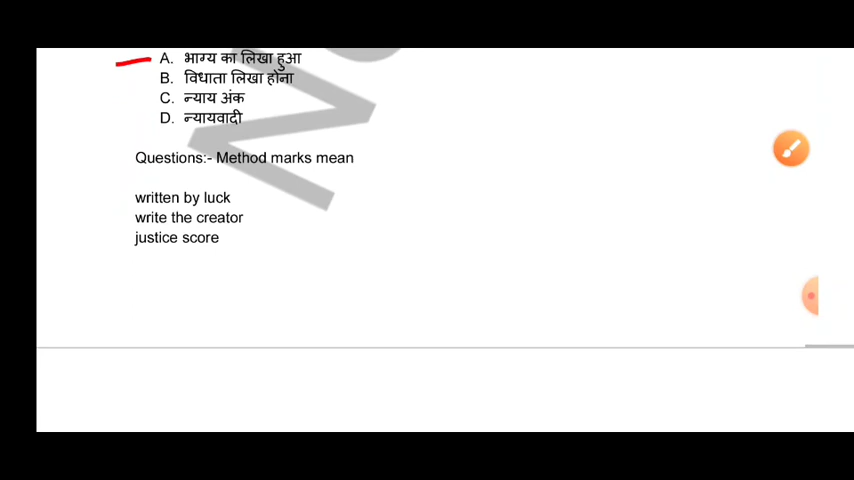 A. भाग्य का लिखा हुआ
B. विधाता लिखा होना
C. न्याय अंक
D. न्यायवादी
Questions:- Method marks mean
written by luck
write the creator
justice score